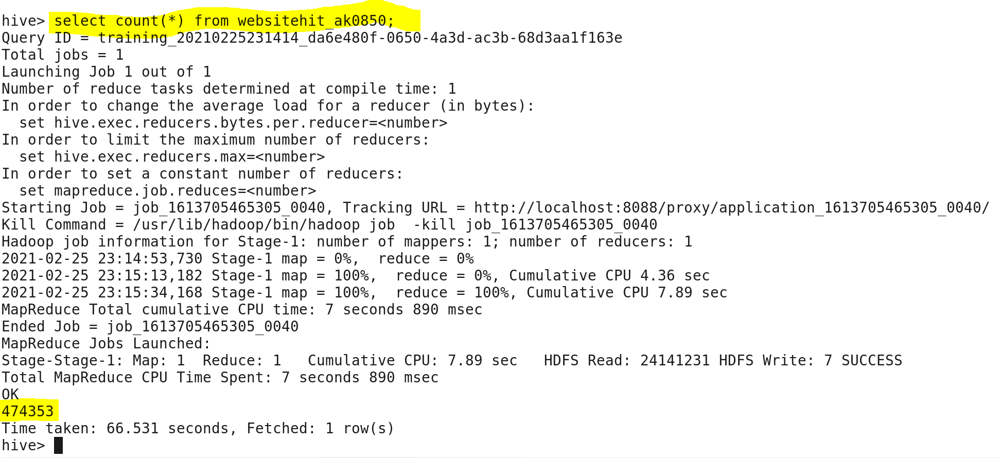 hive> select count(*) from websitehit_ak0850;
Query ID = training_20210225231414_da6e480f-0650-4a3d-ac3b-68d3aa1f163e
Total jobs = 1
Launching Job 1 out of 1
Number of reduce tasks determined at compile time: 1
In order to change the average load for a reducer (in bytes):
  set hive.exec.reducers.bytes.per.reducer=<number>
In order to limit the maximum number of reducers:
  set hive.exec.reducers.max=<number>
In order to set a constant number of reducers:
  set mapreduce.job.reduces=<number>
Starting Job = job_1613705465305_0040, Tracking URL = http://localhost:8088/proxy/application_1613705465305_0040/
Kill Command = /usr/lib/hadoop/bin/hadoop job  -kill job_1613705465305_0040
Hadoop job information for Stage-1: number of mappers: 1; number of reducers: 1
2021-02-25 23:14:53,730 Stage-1 map = 0%,  reduce = 0%
2021-02-25 23:15:13,182 Stage-1 map = 100%,  reduce = 0%, Cumulative CPU 4.36 sec
2021-02-25 23:15:34,168 Stage-1 map = 100%,  reduce = 100%, Cumulative CPU 7.89 sec
MapReduce Total cumulative CPU time: 7 seconds 890 msec
Ended Job = job_1613705465305_0040
MapReduce Jobs Launched:
Stage-Stage-1: Map: 1  Reduce: 1   Cumulative CPU: 7.89 sec   HDFS Read: 24141231 HDFS Write: 7 SUCCESS
Total MapReduce CPU Time Spent: 7 seconds 890 msec
OK
474353
Time taken: 66.531 seconds, Fetched: 1 row(s)
hive>